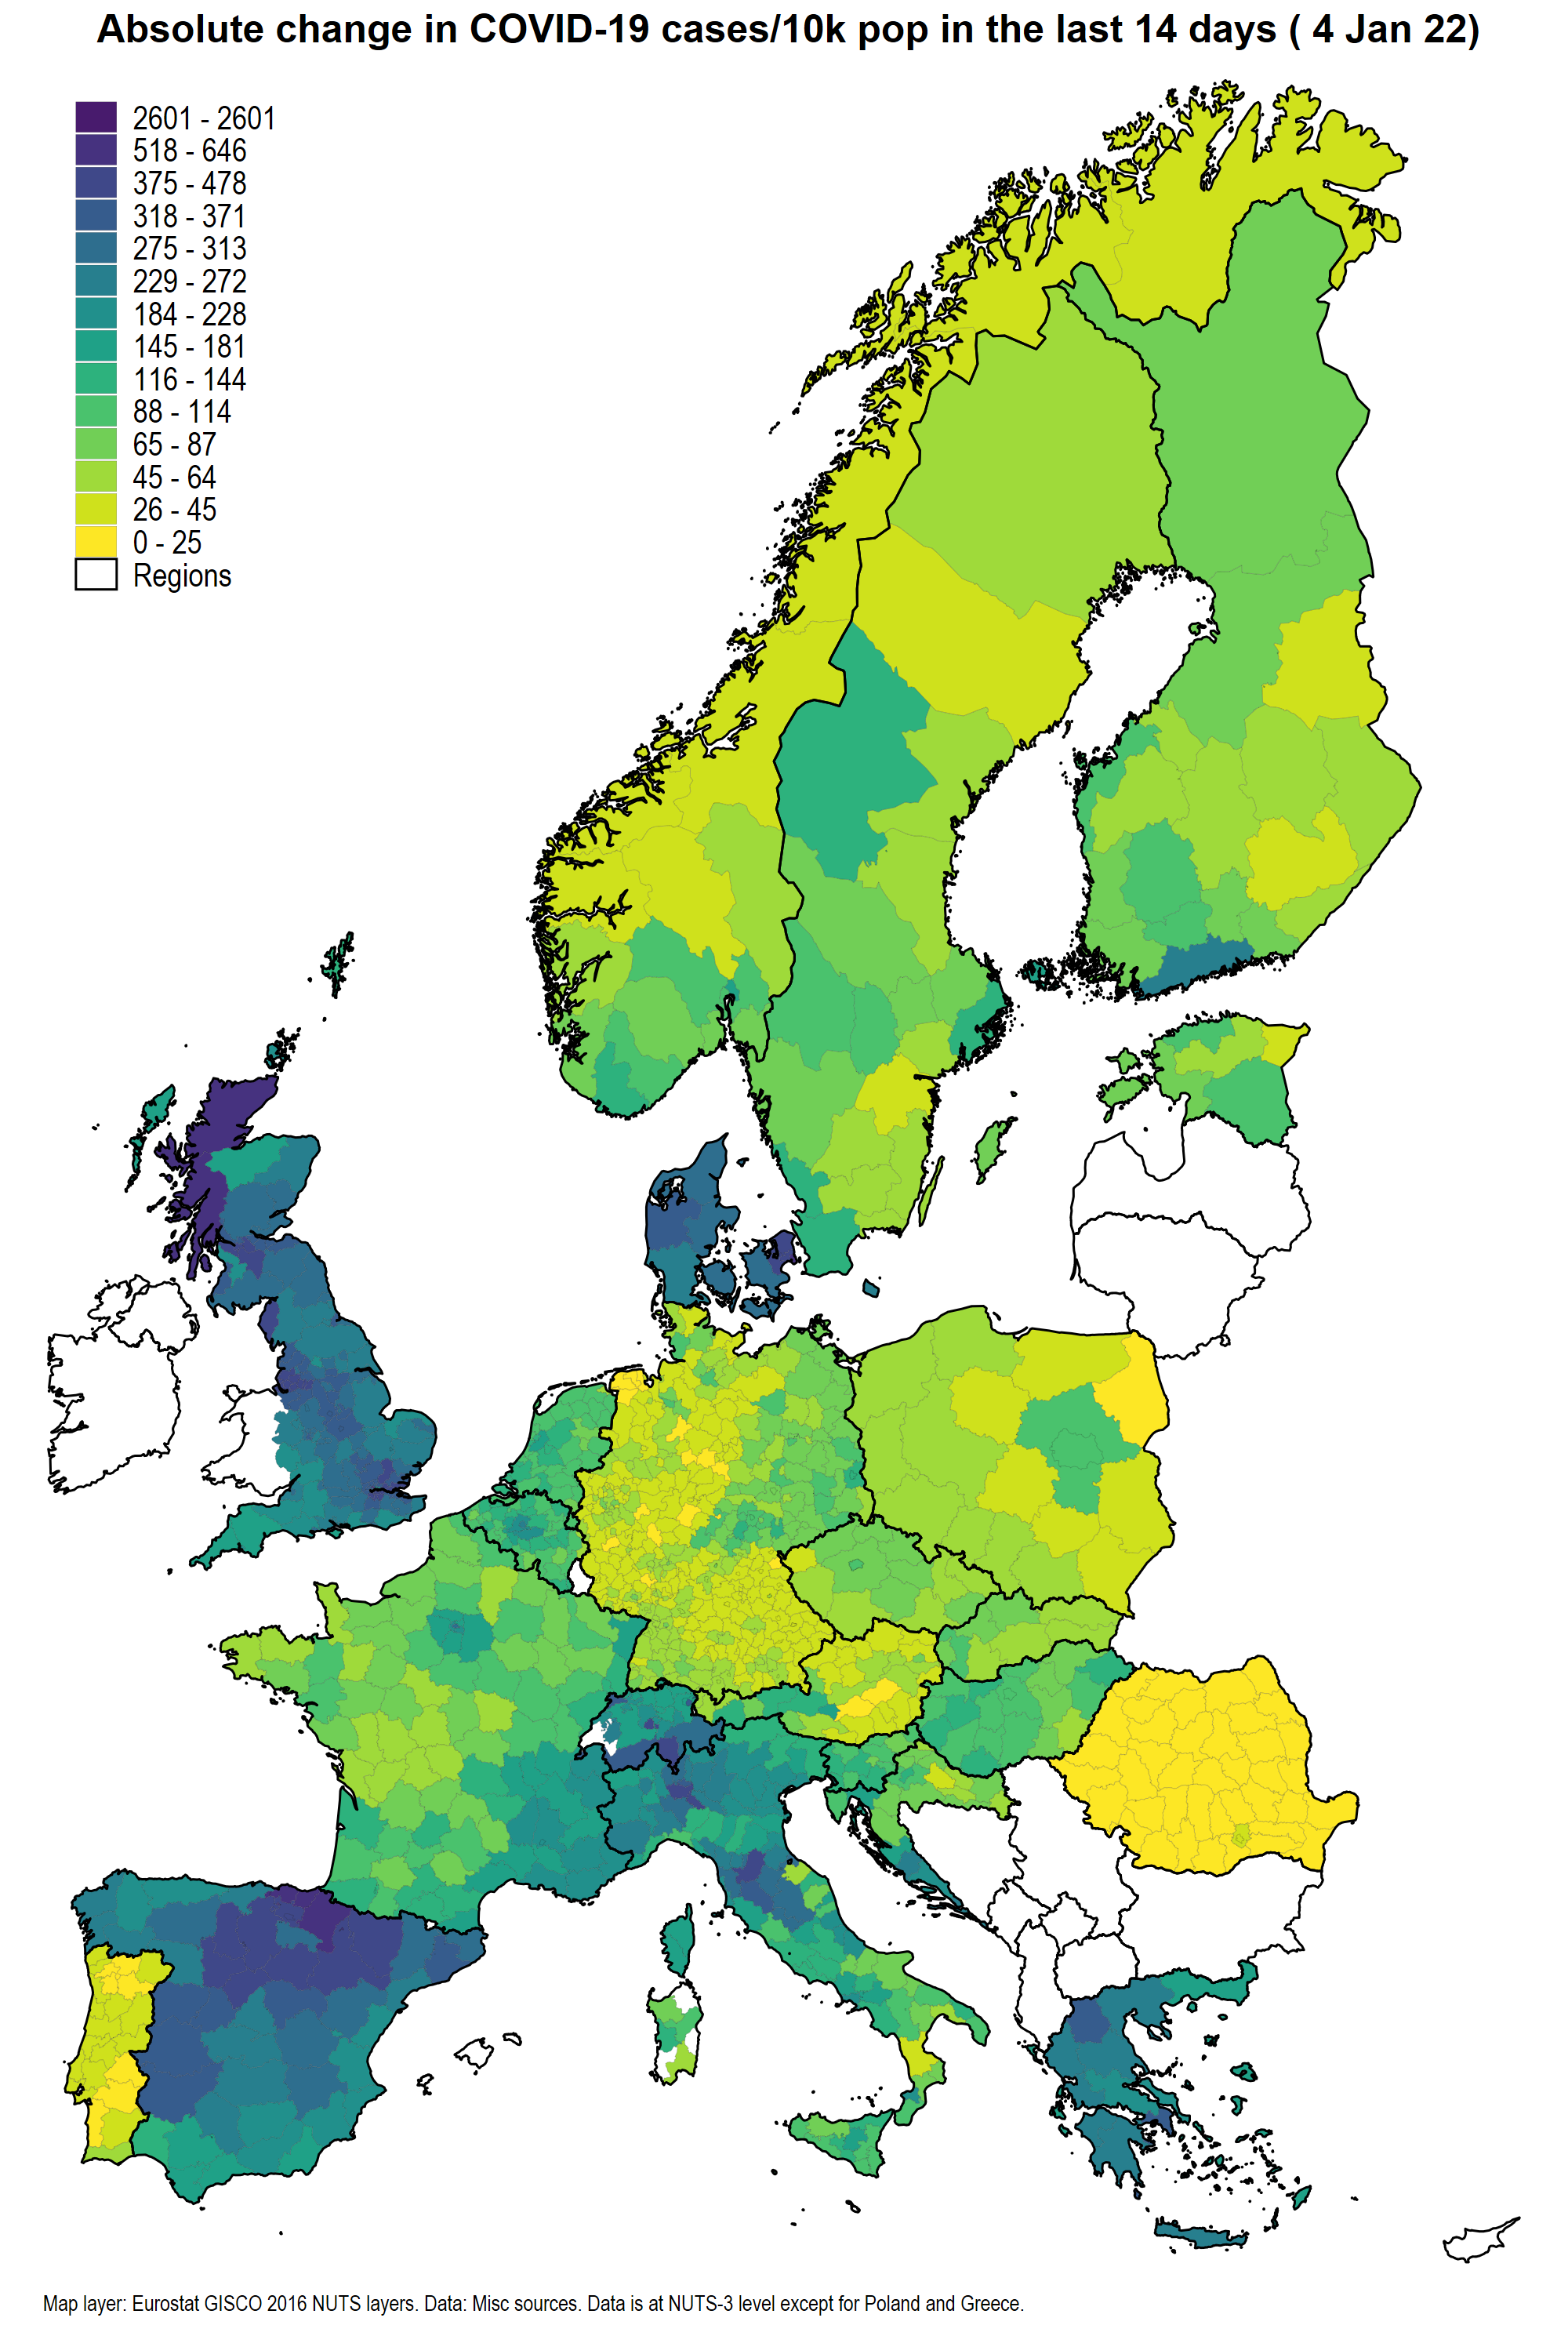 Absolute change in COVID-19 cases/10k pop in the last 14 days ( 4 Jan 22)
2601 - 2601
518 - 646
375 - 478
318 - 371
275 - 313
229 - 272
184 - 228
145 - 181
116 - 144
88 - 114
65 - 87
45 - 64
26 - 45
0 - 25
Regions
Map layer: Eurostat GISCO 2016 NUTS layers. Data: Misc sources. Data is at NUTS-3 level except for Poland and Greece.